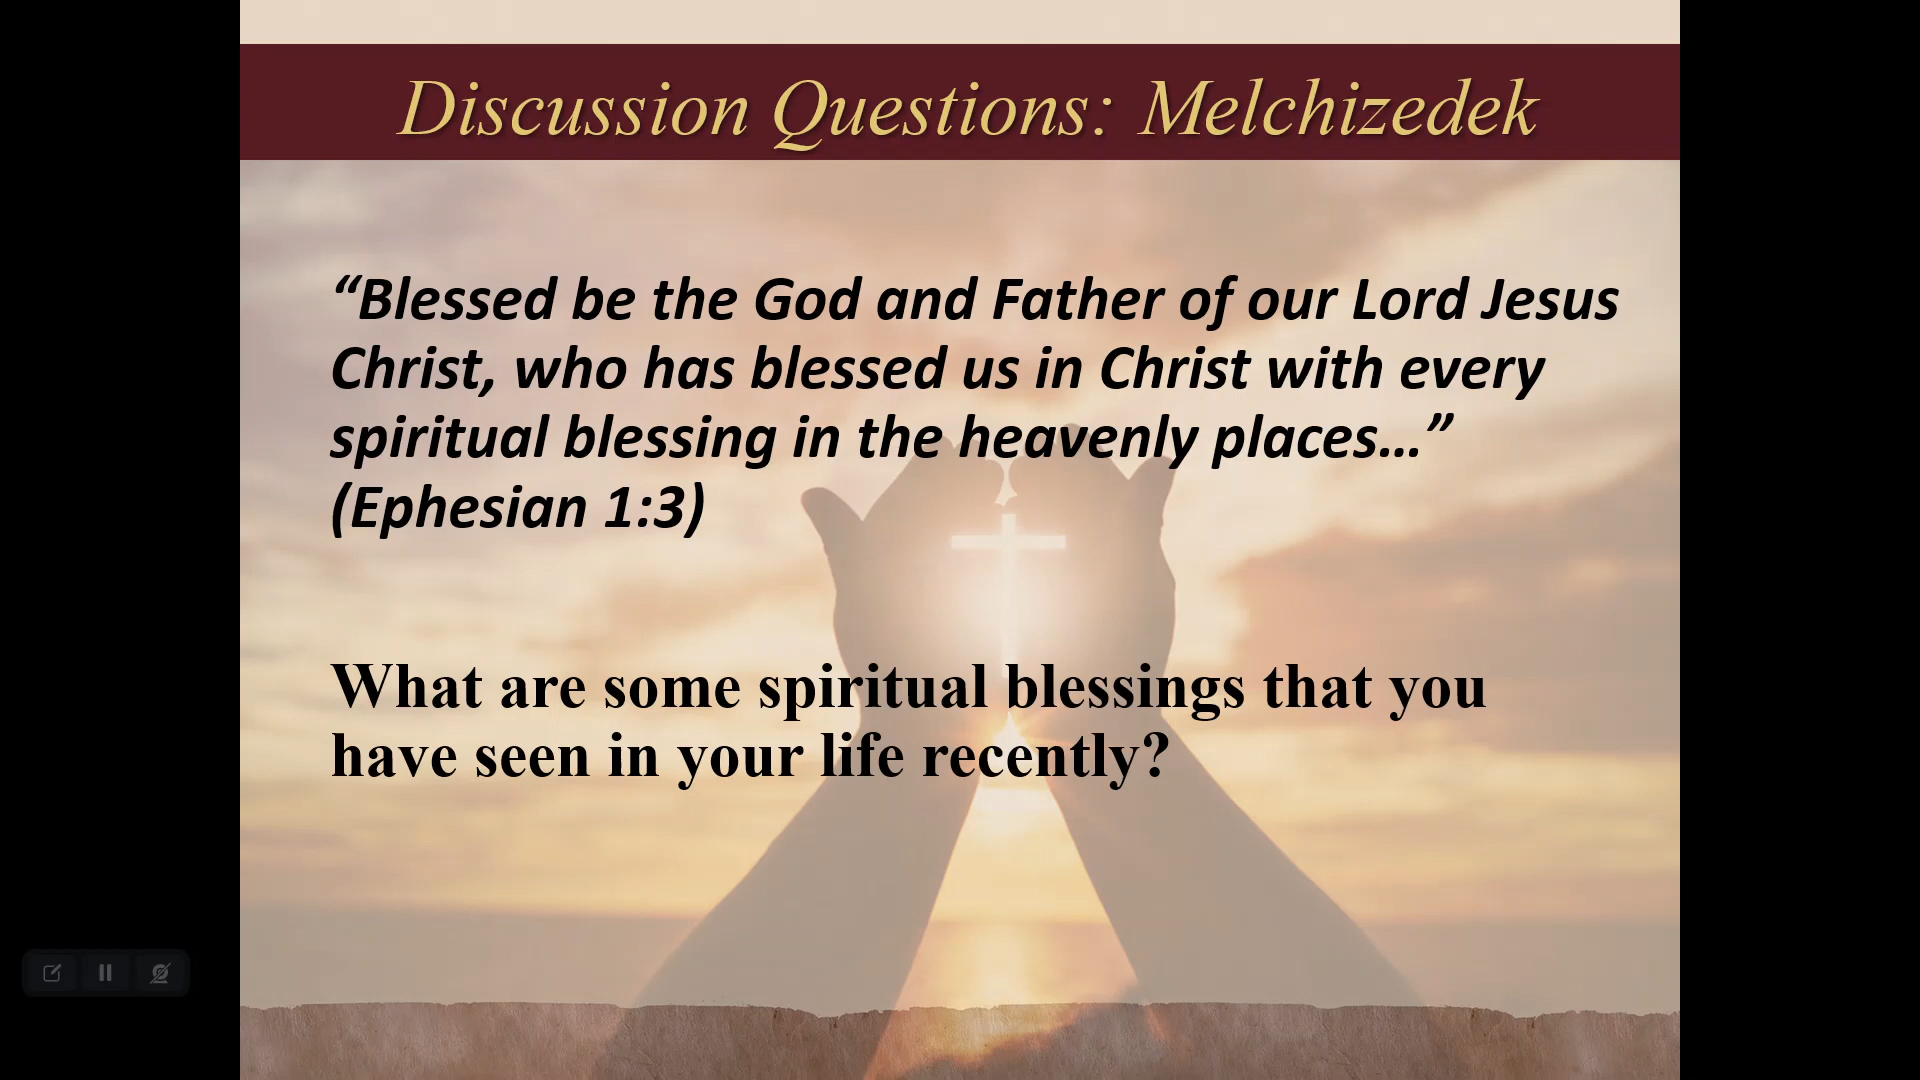 Discussion Questions: Melchizedek
“Blessed be the God and Father of our Lord Jesus
Christ, who has blessed us in Christ with every
spiritual blessing in the heavenly places…”
(Ephesian 1:3)
What are some spiritual blessings that you
have seen in your life recently?